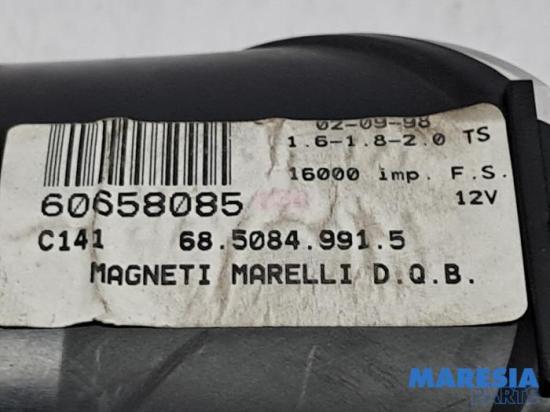 02-09-98
1.6-1.8-2.0 TS
16000 imp. F.S.
60658085
12V
C141 68.5084.991.5
MAGNETI MARELLI D.Q.B.
MARESIA
PARTS